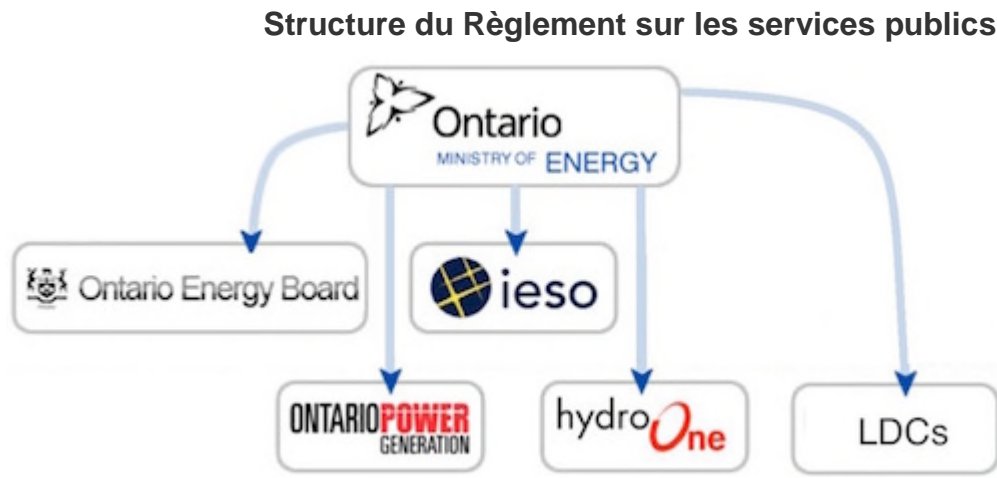 Structure du Règlement sur les services publics
Ontario
MINISTRY OF ENERGY
Ontario Energy Board
ieso
ONTARIOPOWER
GENERATION
hydroOne
LDCs